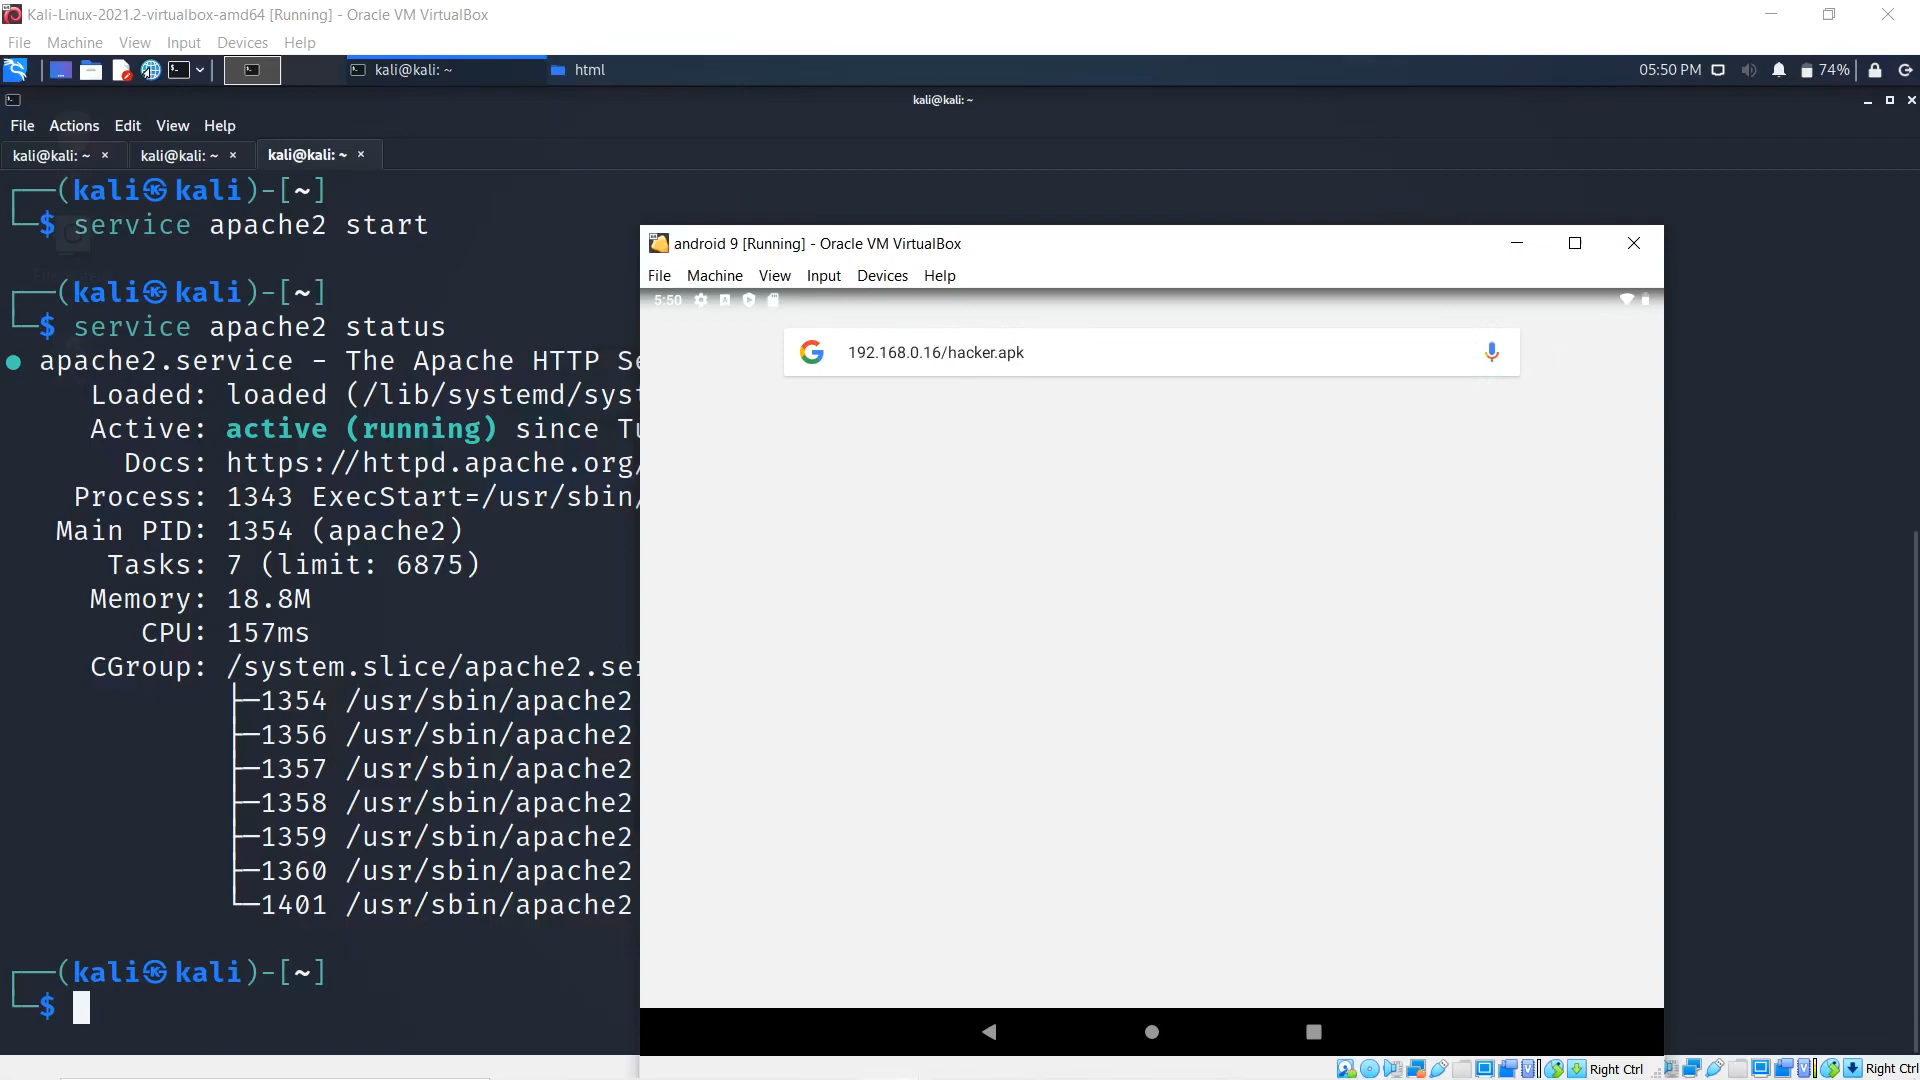 Kali-Linux-2021.2-virtualbox-amd64 [Running] - Oracle VM VirtualBox
File Machine View Input Devices Help
kali@kali: ~ html 05:50 PM 74%
kali@kali: ~
File Actions Edit View Help
kali@kali: ~ × kali@kali: ~ × kali@kali: ~ ×
┌──(kali㉿kali)-[~]
└─$ service apache2 start
┌──(kali㉿kali)-[~]
└─$ service apache2 status
● apache2.service - The Apache HTTP Se
Loaded: loaded (/lib/systemd/syst
Active: active (running) since Tu
Docs: https://httpd.apache.org/
Process: 1343 ExecStart=/usr/sbin/
Main PID: 1354 (apache2)
Tasks: 7 (limit: 6875)
Memory: 18.8M
CPU: 157ms
CGroup: /system.slice/apache2.ser
├─1354 /usr/sbin/apache2
├─1356 /usr/sbin/apache2
├─1357 /usr/sbin/apache2
├─1358 /usr/sbin/apache2
├─1359 /usr/sbin/apache2
├─1360 /usr/sbin/apache2
└─1401 /usr/sbin/apache2
┌──(kali㉿kali)-[~]
└─$
android 9 [Running] - Oracle VM VirtualBox
File Machine View Input Devices Help
5:50
192.168.0.16/hacker.apk
Right Ctrl
Right Ctrl